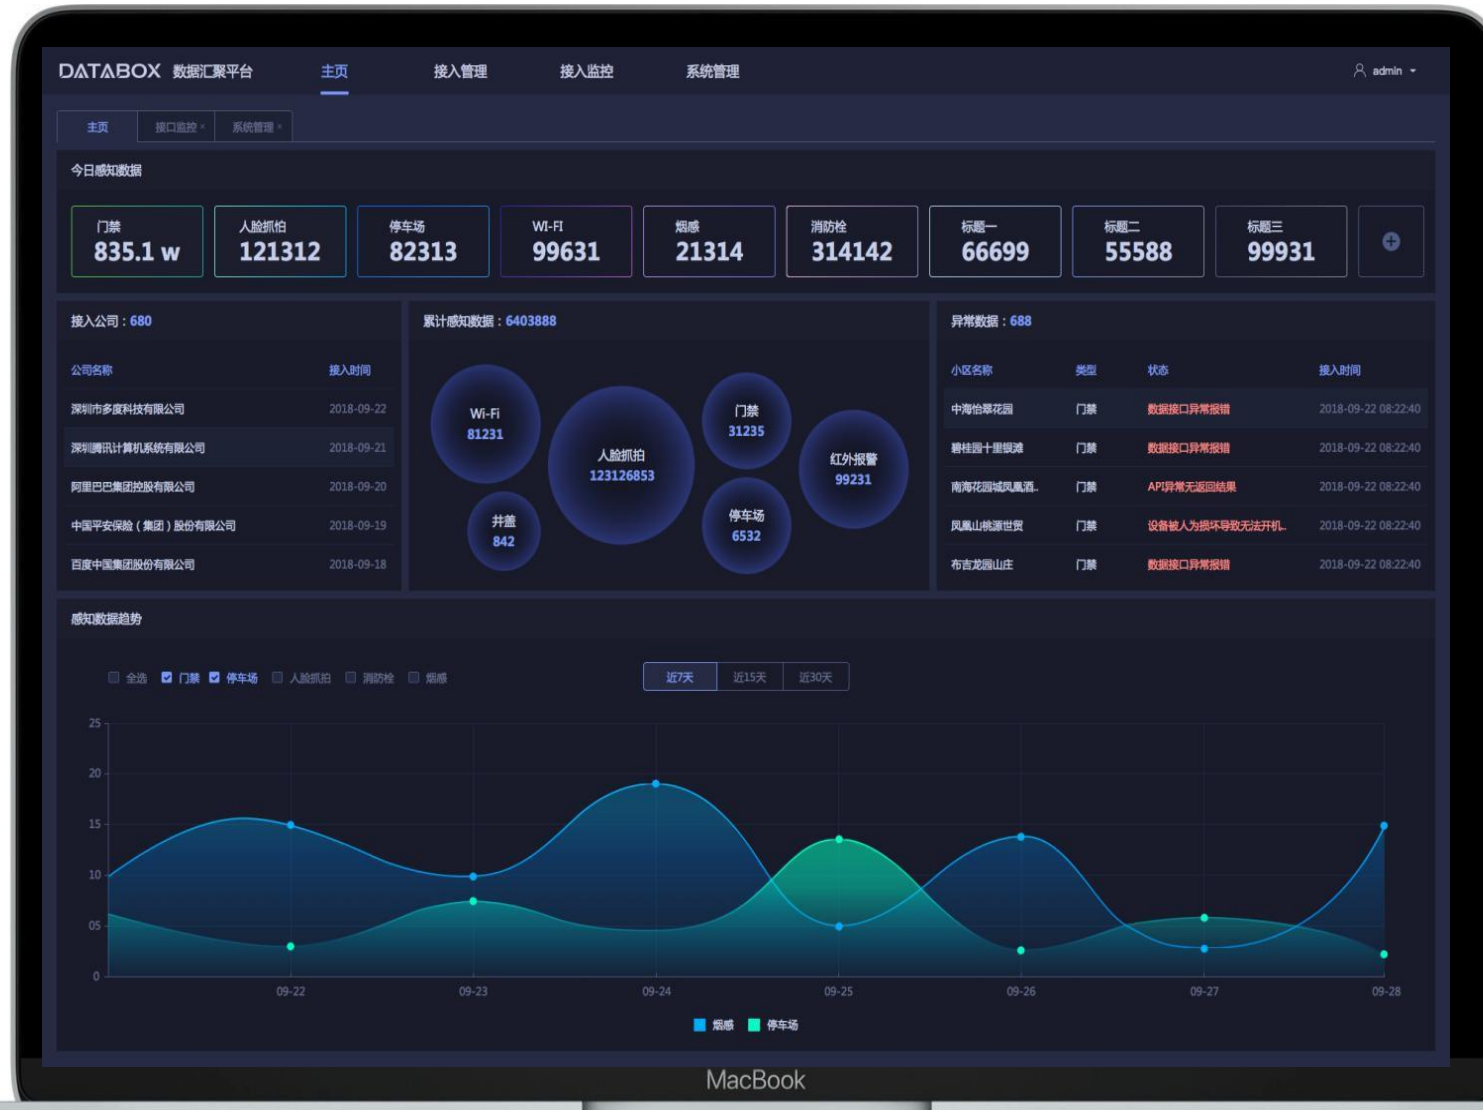 DATABOX 数据汇聚平台 主页 接入管理 接入监控 系统管理 admin
主页 接口监控 × 系统管理 ×
今日感知数据
门禁 人脸抓怕 停车场 WI-FI 烟感 消防栓 标题一 标题二 标题三
835.1 w 121312 82313 99631 21314 314142 66699 55588 99931
接入公司：680
公司名称 接入时间
深圳市多度科技有限公司 2018-09-22
深圳腾讯计算机系统有限公司 2018-09-21
阿里巴巴集团控股有限公司 2018-09-20
中国平安保险（集团）股份有限公司 2018-09-19
百度中国集团股份有限公司 2018-09-18
累计感知数据：6403888
Wi-Fi
81231
人脸抓拍
123126853
门禁
31235
红外报警
99231
井盖
842
停车场
6532
异常数据：688
小区名称 类型 状态 接入时间
中海怡翠花园 门禁 数据接口异常报错 2018-09-22 08:22:40
碧桂园十里银滩 门禁 数据接口异常报错 2018-09-22 08:22:40
南海花园城凤凰酒.. 门禁 API异常无返回结果 2018-09-22 08:22:40
凤凰山桃源世贸 门禁 设备被人为损坏导致无法开机.. 2018-09-22 08:22:40
布吉龙园山庄 门禁 数据接口异常报错 2018-09-22 08:22:40
感知数据趋势
全选 门禁 停车场 人脸抓拍 消防栓 烟感
近7天 近15天 近30天
25
20
15
10
05
0
09-22 09-23 09-24 09-25 09-26 09-27 09-28
烟感 停车场
MacBook